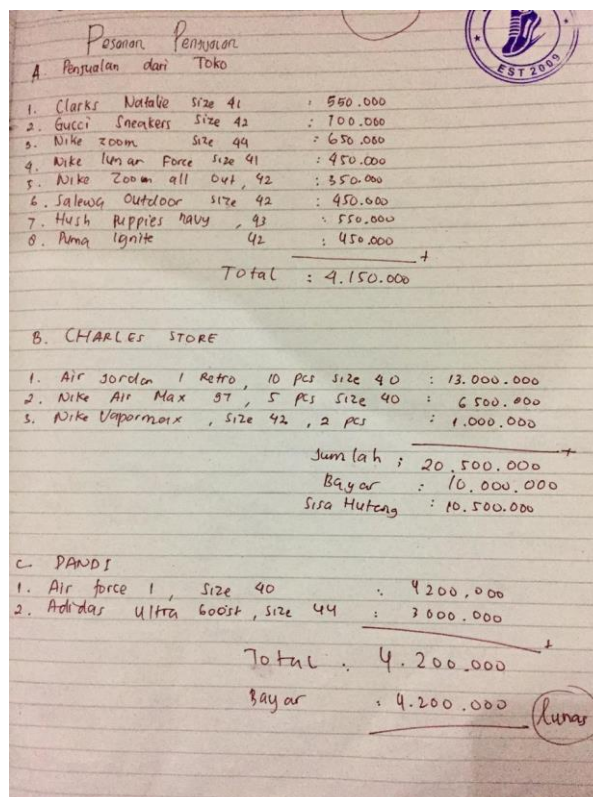 Pesanan Penjualan
EST 2009
A. Penjualan dari Toko
1. Clarks Natalie size 41 : 550.000
2. Gucci Sneakers size 42 : 700.000
3. Nike Zoom size 44 : 650.000
4. Nike lunar Force size 41 : 450.000
5. Nike Zoom all Out, 42 : 350.000
6. Salewa Outdoor size 42 : 450.000
7. Hush Puppies navy, 43 : 550.000
8. Puma Ignite 42 : 450.000
+
Total : 4.150.000
B. CHARLES STORE
1. Air Jordan 1 Retro, 10 pcs size 40 : 13.000.000
2. Nike Air Max 97, 5 pcs size 40 : 6.500.000
3. Nike Vapormax, size 42, 2 pcs : 1.000.000
+
Jumlah : 20.500.000
Bayar : 10.000.000
Sisa Hutang : 10.500.000
C PANDI
1. Air force 1, size 40 : 4200.000
2. Adidas Ultra boost, size 44 : 3000.000
+
Total : 4.200.000
Bayar : 4.200.000
lunas